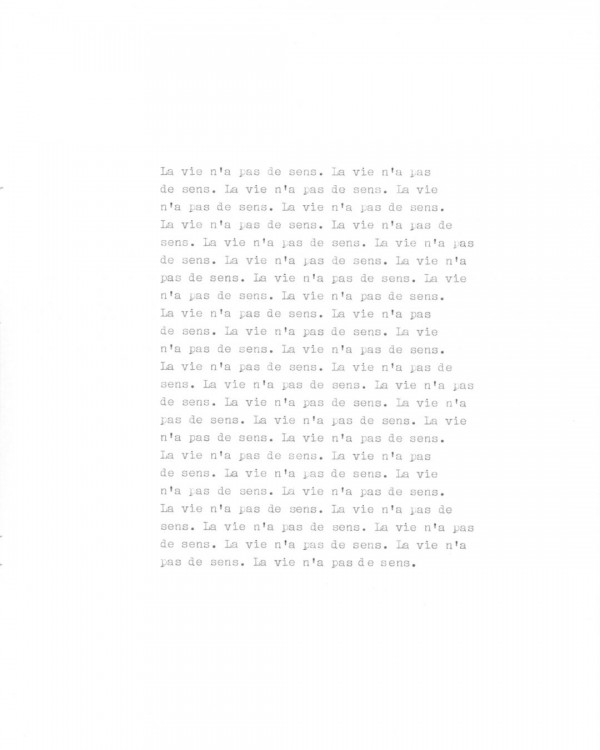 La vie n'a pas de sens. La vie n'a pas
de sens. La vie n'a pas de sens. La vie
n'a pas de sens. La vie n'a pas de sens.
La vie n'a pas de sens. La vie n'a pas de
sens. La vie n'a pas de sens. La vie n'a pas
de sens. La vie n'a pas de sens. La vie n'a
pas de sens. La vie n'a pas de sens. La vie
n'a pas de sens. La vie n'a pas de sens.
La vie n'a pas de sens. La vie n'a pas
de sens. La vie n'a pas de sens. La vie
n'a pas de sens. La vie n'a pas de sens.
La vie n'a pas de sens. La vie n'a pas de
sens. La vie n'a pas de sens. La vie n'a pas
de sens. La vie n'a pas de sens. La vie n'a
pas de sens. La vie n'a pas de sens. La vie
n'a pas de sens. La vie n'a pas de sens.
La vie n'a pas de sens. La vie n'a pas
de sens. La vie n'a pas de sens. La vie
n'a pas de sens. La vie n'a pas de sens.
La vie n'a pas de sens. La vie n'a pas de
sens. La vie n'a pas de sens. La vie n'a pas
de sens. La vie n'a pas de sens. La vie n'a
pas de sens. La vie n'a pas de sens.